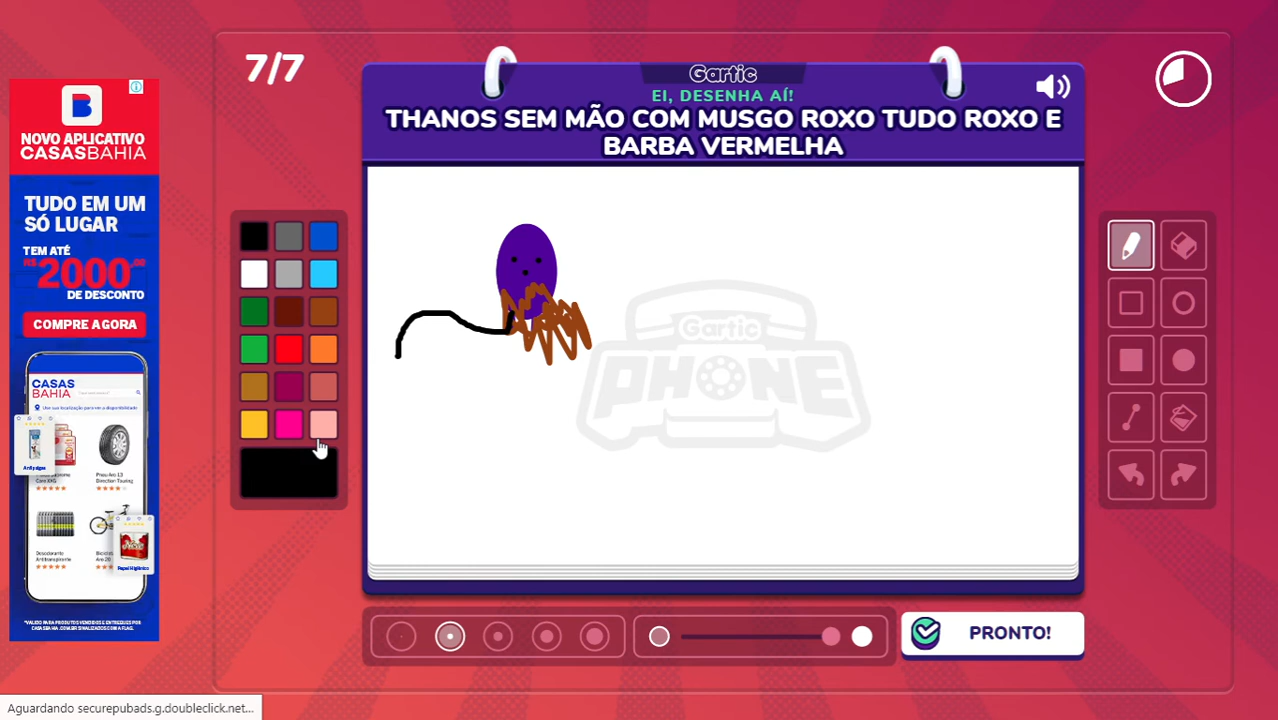 7/7
Gartic
EI, DESENHA AÍ!
THANOS SEM MÃO COM MUSGO ROXO TUDO ROXO E
BARBA VERMELHA
B
NOVO APLICATIVO
CASASBAHIA
TUDO EM UM
SÓ LUGAR
TEM ATÉ
R$ 2000,00
DE DESCONTO
COMPRE AGORA
CASAS
BAHIA
Gartic
PHONE
PRONTO!
Aguardando securepubads.g.doubleclick.net...